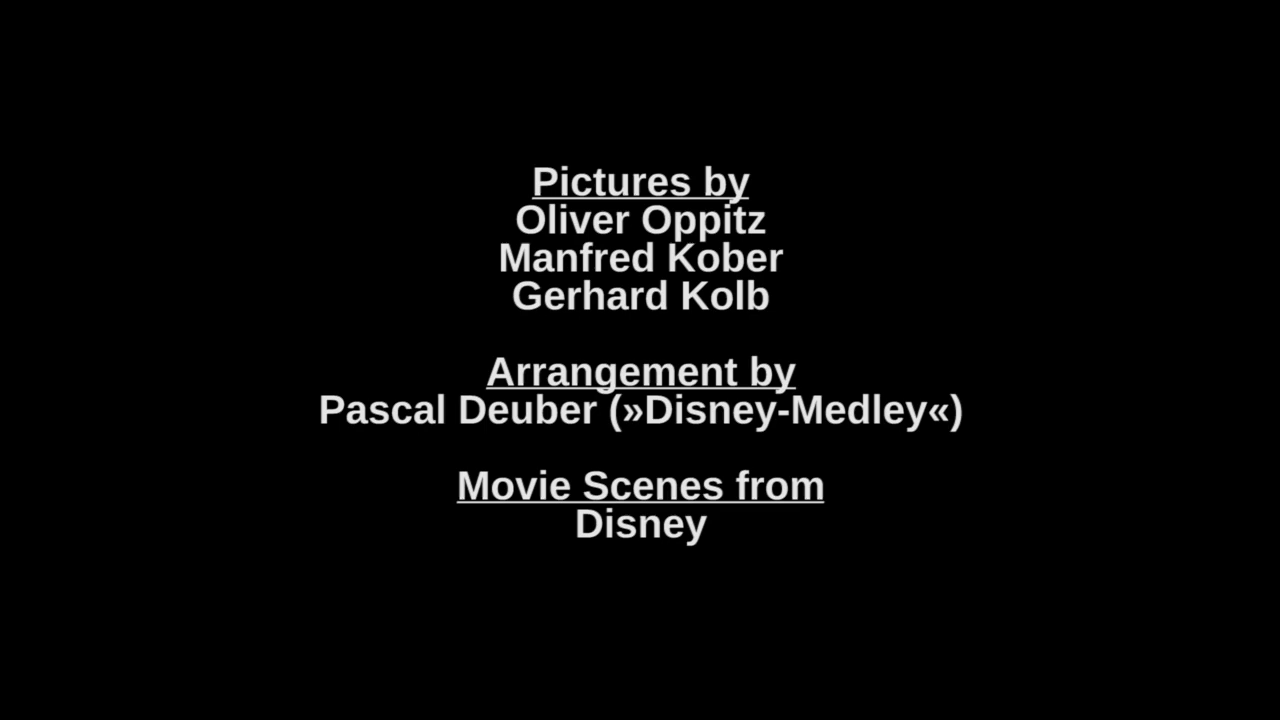 Pictures by
Oliver Oppitz
Manfred Kober
Gerhard Kolb
Arrangement by
Pascal Deuber (»Disney-Medley«)
Movie Scenes from
Disney